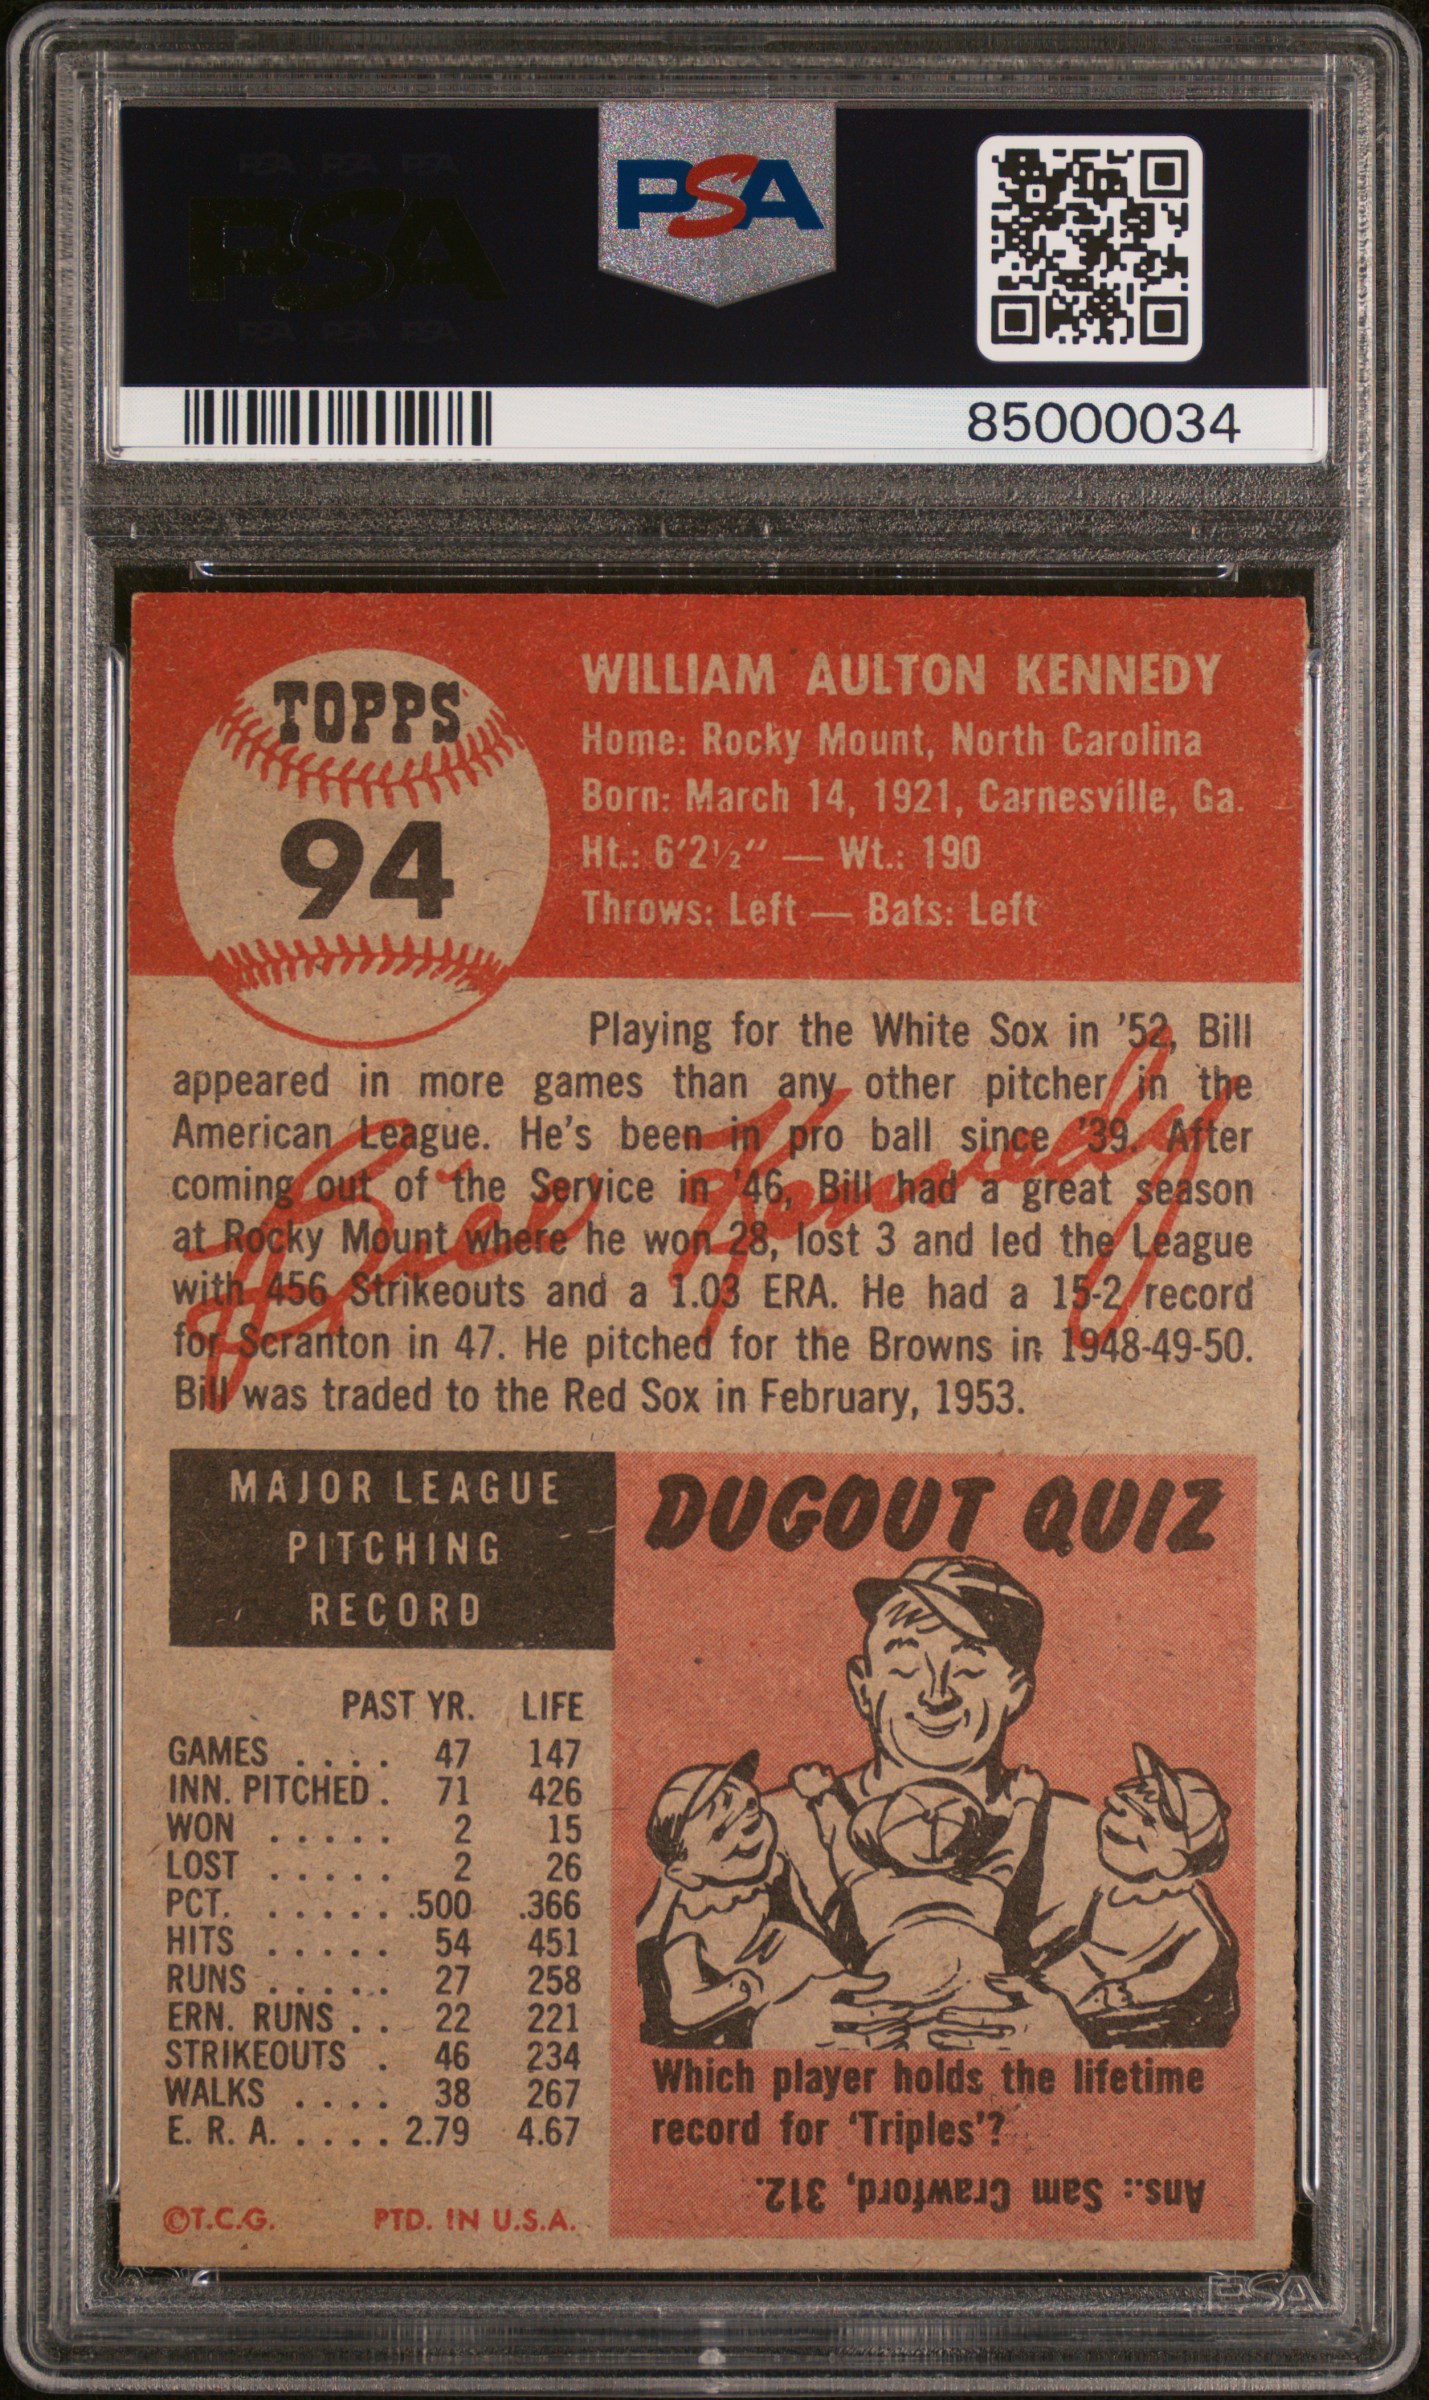 PSA PSA PSA
PSA
PSA PSA PSA
PSA
85000034
TOPPS
94
WILLIAM AULTON KENNEDY
Home: Rocky Mount, North Carolina
Born: March 14, 1921, Carnesville, Ga.
Ht.: 6'2½" — Wt.: 190
Throws: Left — Bats: Left
Playing for the White Sox in '52, Bill
appeared in more games than any other pitcher in the
American League. He's been in pro ball since '39. After
coming out of the Service in '46, Bill had a great season
at Rocky Mount where he won 28, lost 3 and led the League
with 456 Strikeouts and a 1.03 ERA. He had a 15-2 record
for Scranton in 47. He pitched for the Browns in 1948-49-50.
Bill was traded to the Red Sox in February, 1953.
Bill Kennedy
MAJOR LEAGUE
PITCHING
RECORD
PAST YR. LIFE
GAMES .... 47 147
INN. PITCHED . 71 426
WON ..... 2 15
LOST ..... 2 26
PCT. ...... .500 .366
HITS ..... 54 451
RUNS ..... 27 258
ERN. RUNS .. 22 221
STRIKEOUTS . 46 234
WALKS .... 38 267
E. R. A. ..... 2.79 4.67
©T.C.G. PTD. IN U.S.A.
DUGOUT QUIZ
Which player holds the lifetime
record for 'Triples'?
Ans.: Sam Crawford, 312.
PSA